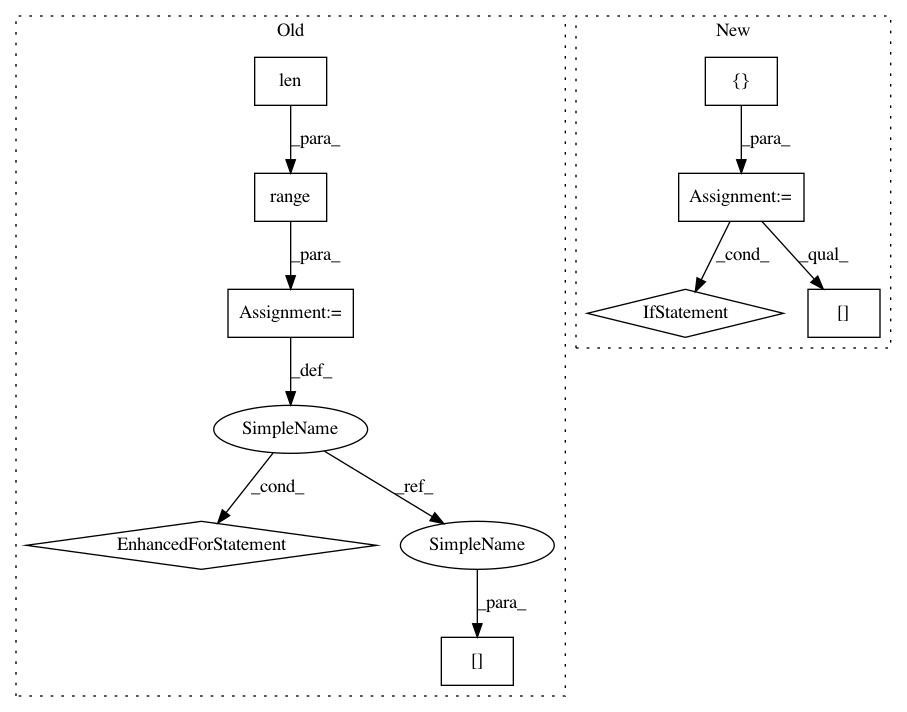 Old
len
_para_
range
_para_
Assignment:=
_def_
SimpleName
_cond_
_ref_
EnhancedForStatement
SimpleName
_para_
[]
New
{}
_para_
Assignment:=
_cond_
_qual_
IfStatement
[]